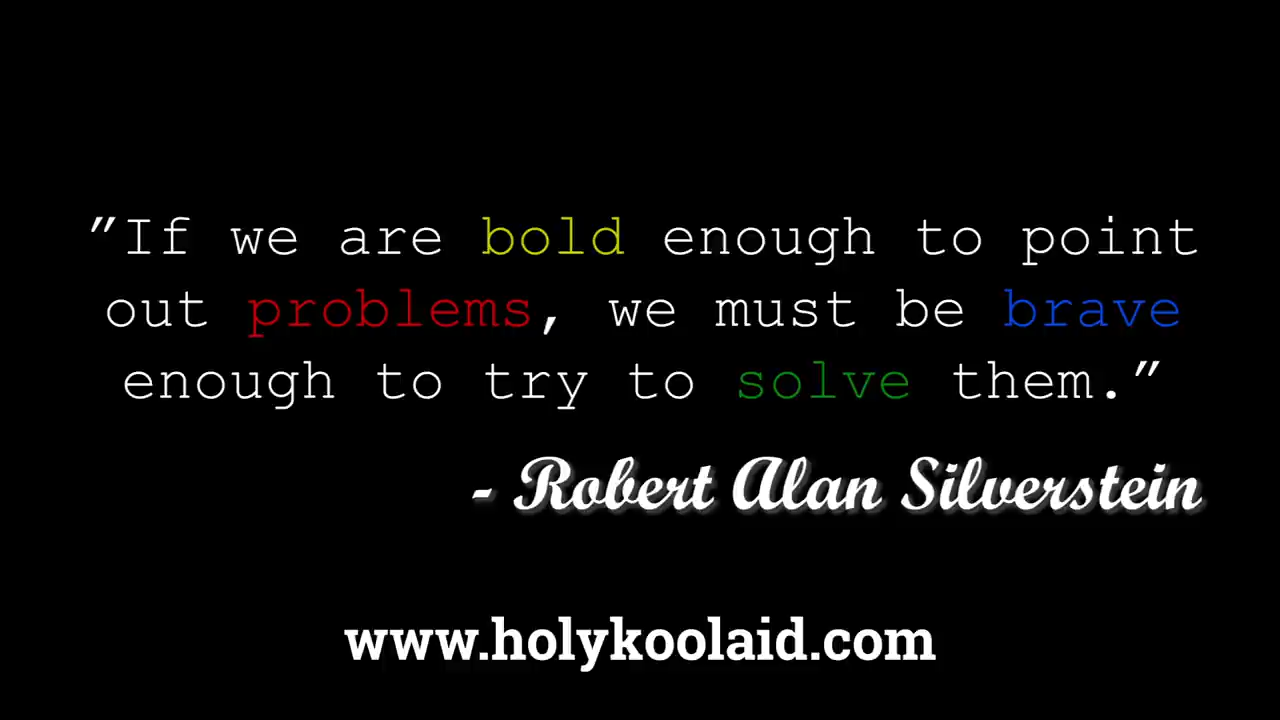 ”If we are bold enough to point
out problems, we must be brave
enough to try to solve them.”
- Robert Alan Silverstein
www.holykoolaid.com